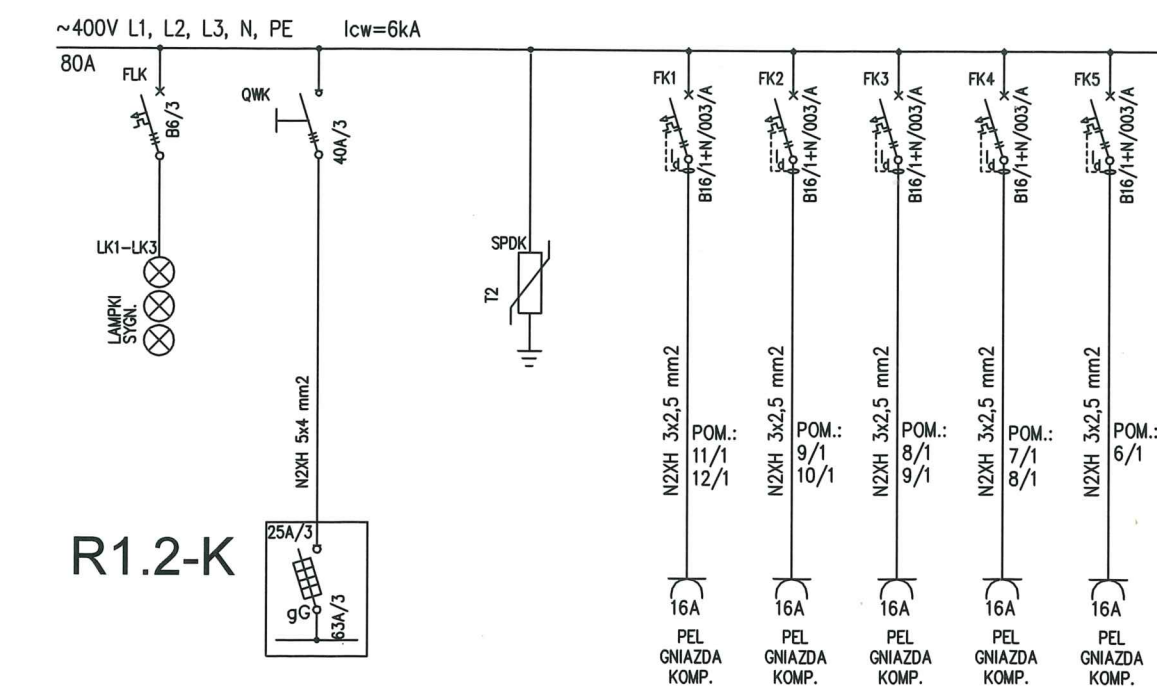 ~400V L1, L2, L3, N, PE Icw=6kA
80A
FLK
B6/3
QWK
40A/3
FK1
B16/1+N/003/A
Id
FK2
B16/1+N/003/A
Id
FK3
B16/1+N/003/A
Id
FK4
B16/1+N/003/A
Id
FK5
B16/1+N/003/A
Id
LK1-LK3
LAMPKI
SYGN.
SPDK
T2
N2XH 5x4 mm2
N2XH 3x2,5 mm2
POM.:
11/1
12/1
N2XH 3x2,5 mm2
POM.:
9/1
10/1
N2XH 3x2,5 mm2
POM.:
8/1
9/1
N2XH 3x2,5 mm2
POM.:
7/1
8/1
N2XH 3x2,5 mm2
POM.:
6/1
R1.2-K
25A/3
gG
63A/3
16A
PEL
GNIAZDA
KOMP.
16A
PEL
GNIAZDA
KOMP.
16A
PEL
GNIAZDA
KOMP.
16A
PEL
GNIAZDA
KOMP.
16A
PEL
GNIAZDA
KOMP.